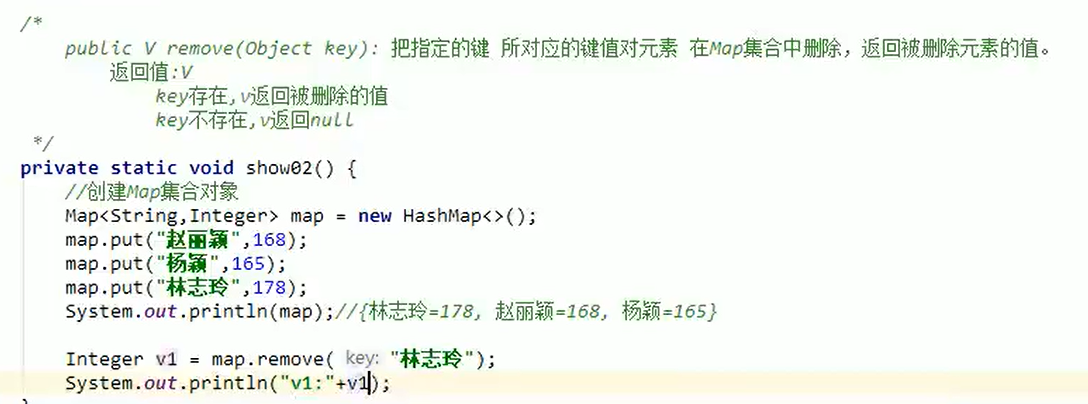 /*
public V remove(Object key): 把指定的键 所对应的键值对元素 在Map集合中删除，返回被删除元素的值。
返回值:V
key存在,v返回被删除的值
key不存在,v返回null
*/
private static void show02() {
//创建Map集合对象
Map<String,Integer> map = new HashMap<>();
map.put("赵丽颖",168);
map.put("杨颖",165);
map.put("林志玲",178);
System.out.println(map);//{林志玲=178, 赵丽颖=168, 杨颖=165}
Integer v1 = map.remove( key: "林志玲");
System.out.println("v1:"+v1);